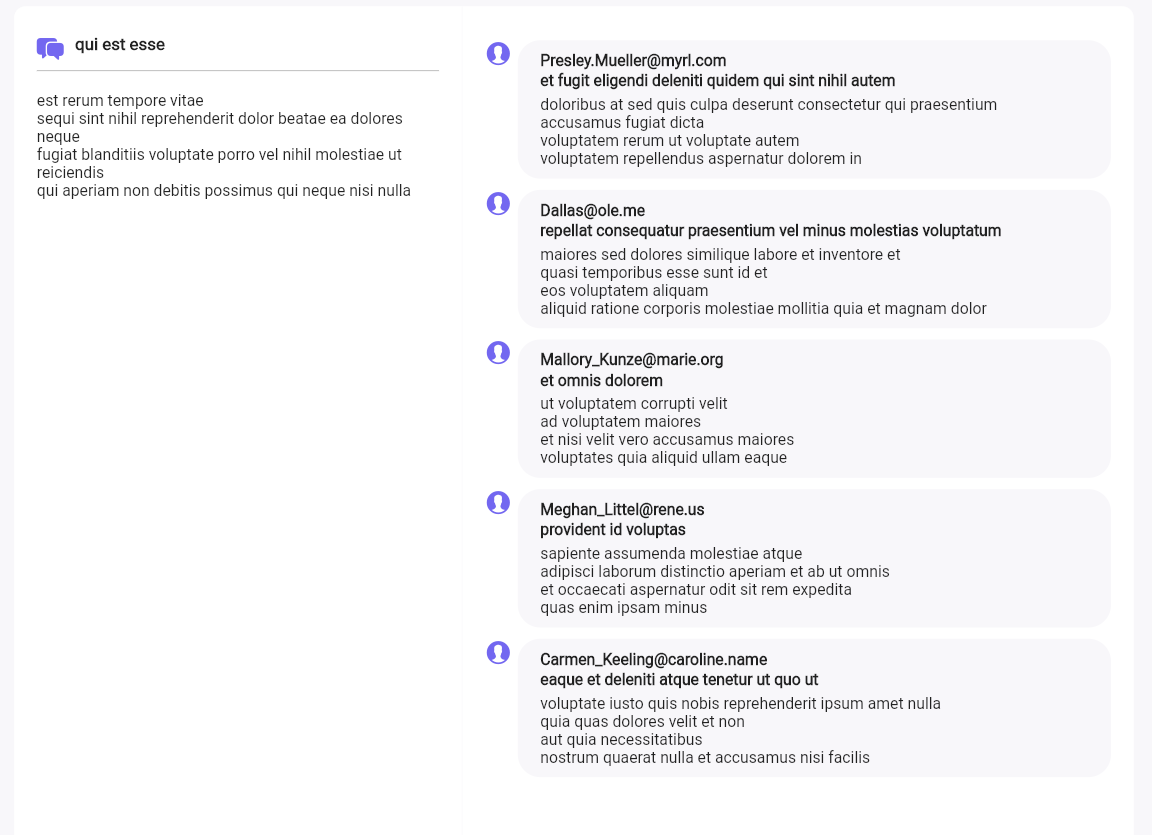 qui est esse
est rerum tempore vitae
sequi sint nihil reprehenderit dolor beatae ea dolores
neque
fugiat blanditiis voluptate porro vel nihil molestiae ut
reiciendis
qui aperiam non debitis possimus qui neque nisi nulla
Presley.Mueller@myrl.com
et fugit eligendi deleniti quidem qui sint nihil autem
doloribus at sed quis culpa deserunt consectetur qui praesentium
accusamus fugiat dicta
voluptatem rerum ut voluptate autem
voluptatem repellendus aspernatur dolorem in
Dallas@ole.me
repellat consequatur praesentium vel minus molestias voluptatum
maiores sed dolores similique labore et inventore et
quasi temporibus esse sunt id et
eos voluptatem aliquam
aliquid ratione corporis molestiae mollitia quia et magnam dolor
Mallory_Kunze@marie.org
et omnis dolorem
ut voluptatem corrupti velit
ad voluptatem maiores
et nisi velit vero accusamus maiores
voluptates quia aliquid ullam eaque
Meghan_Littel@rene.us
provident id voluptas
sapiente assumenda molestiae atque
adipisci laborum distinctio aperiam et ab ut omnis
et occaecati aspernatur odit sit rem expedita
quas enim ipsam minus
Carmen_Keeling@caroline.name
eaque et deleniti atque tenetur ut quo ut
voluptate iusto quis nobis reprehenderit ipsum amet nulla
quia quas dolores velit et non
aut quia necessitatibus
nostrum quaerat nulla et accusamus nisi facilis